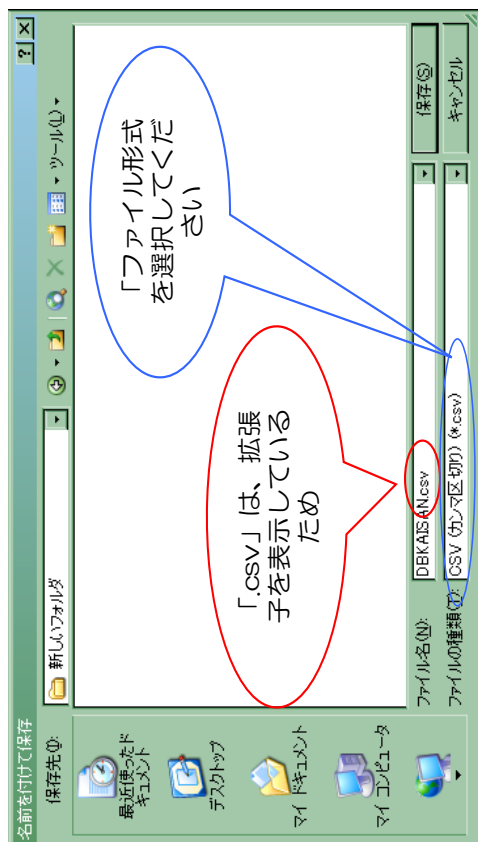 名前を付けて保存
保存先(I):
新しいフォルダ
ツール(L)
最近使ったド
キュメント
デスクトップ
マイ ドキュメント
マイ コンピュータ
「ファイル形式
を選択してくだ
さい
「.csv」は、拡張
子を表示している
ため
ファイル名(N):
DBKAISAN.csv
保存(S)
ファイルの種類(T):
CSV (カンマ区切り) (*.csv)
キャンセル